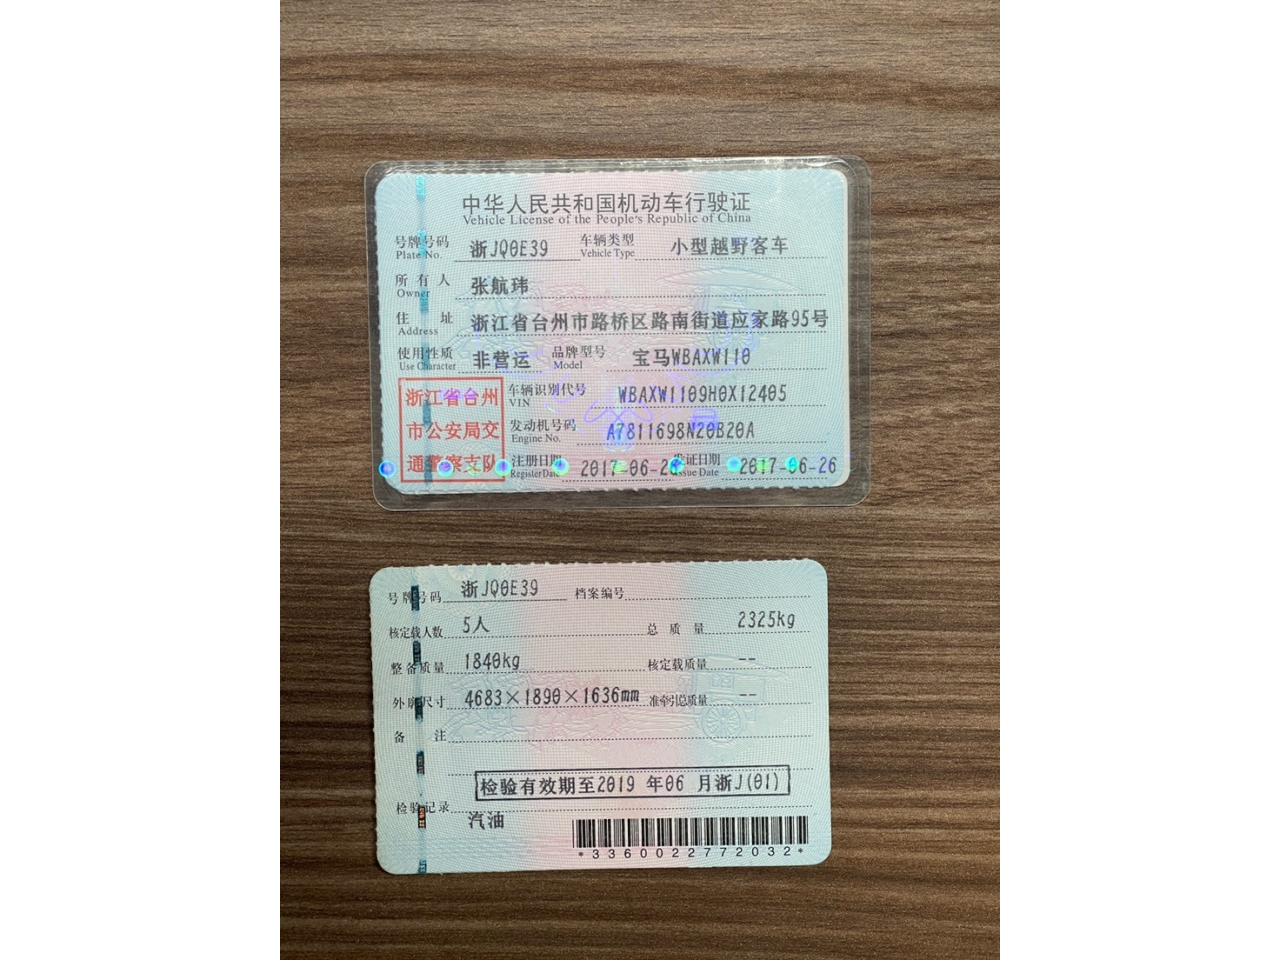 中华人民共和国机动车行驶证
Vehicle License of the People's Republic of China
号牌号码 浙JQ0E39 车辆类型 小型越野客车
Plate No. Vehicle Type
所有人 张航玮
Owner
住址 浙江省台州市路桥区路南街道应家路95号
Address
使用性质 非营运 品牌型号 宝马WBAXW110
Use Character Model
浙江省台州
市公安局交
通警察支队
车辆识别代号 WBAXW1109H0X12405
VIN
发动机号码 A7811698N20B20A
Engine No.
注册日期 2017-06-26 发证日期 2017-06-26
Register Date Issue Date
号牌号码 浙JQ0E39 档案编号
核定载人数 5人 总质量 2325kg
整备质量 1840kg 核定载质量 --
外廓尺寸 4683×1890×1636mm 准牵引总质量 --
备注
检验有效期至2019年06月浙J(01)
检验记录
汽油
*3360022772032*